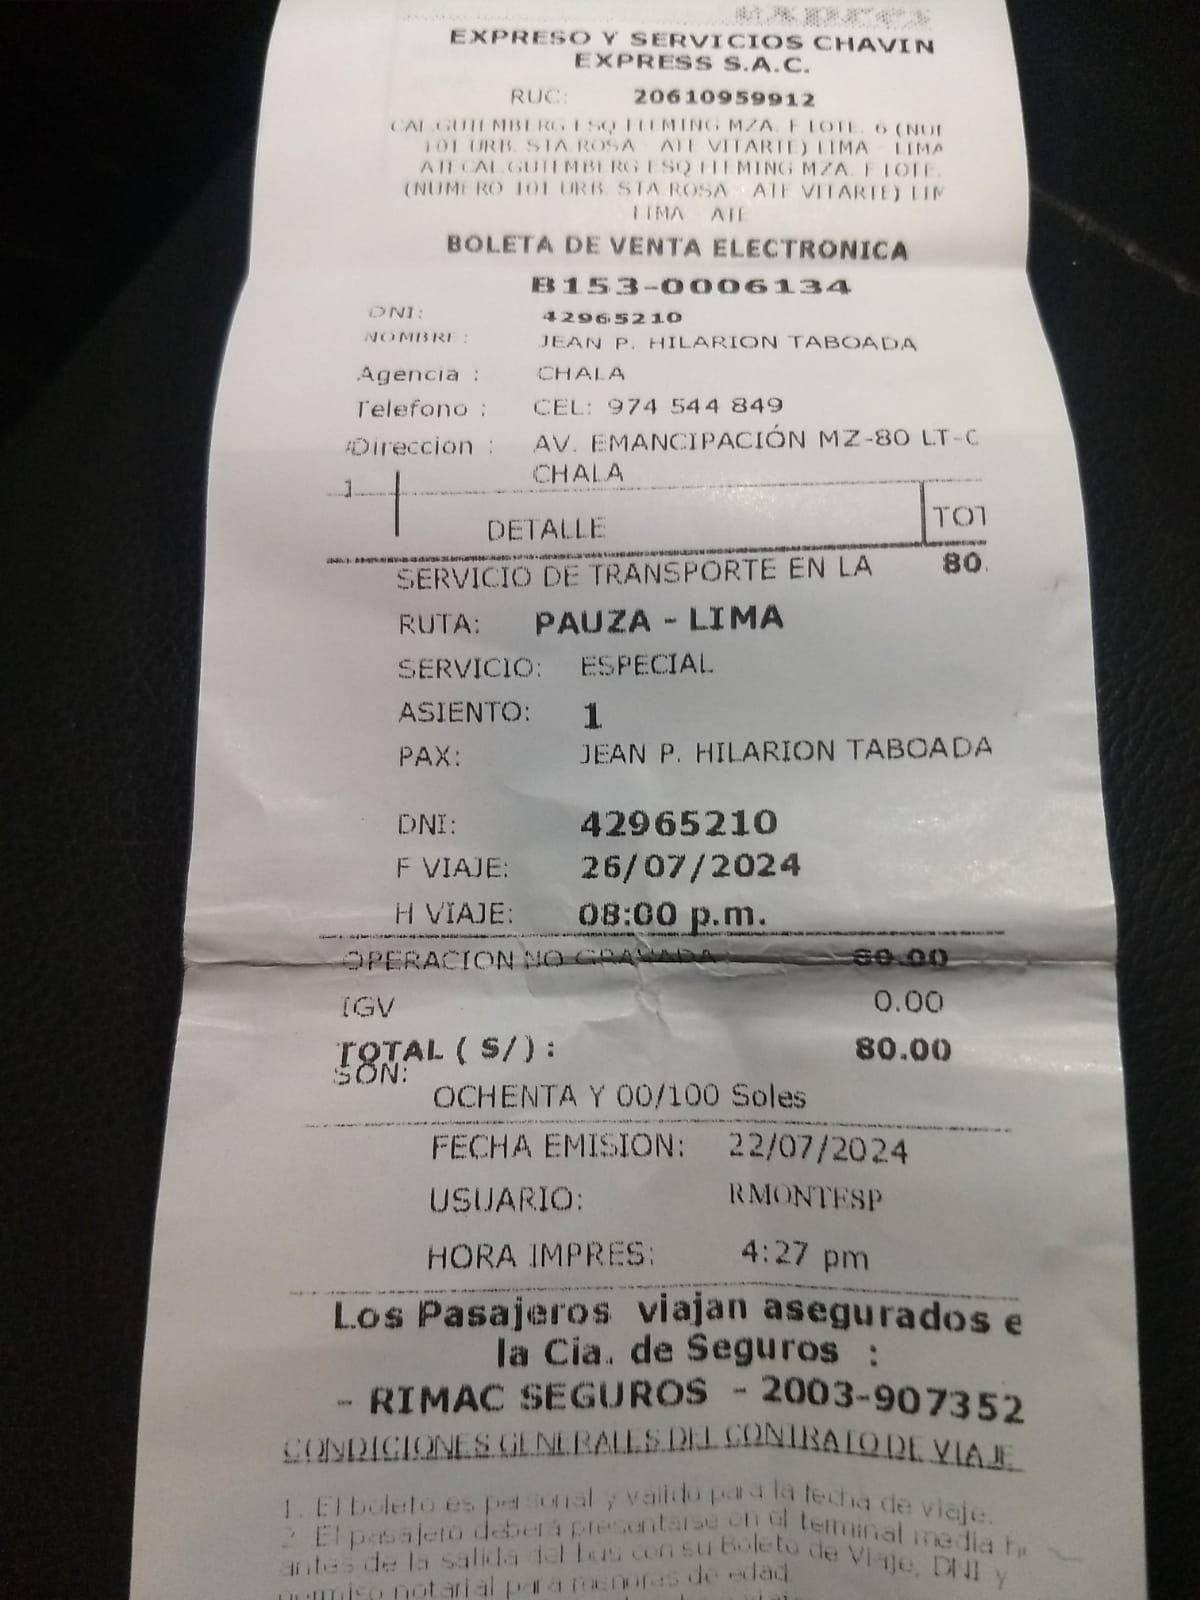 expres
EXPRESO Y SERVICIOS CHAVIN
EXPRESS S.A.C.
RUC: 20610959912
CAL.GUTEMBERG ESQ FLEMING MZA. F LOTE. 6 (NUI
101 URB. STA ROSA - ATE VITARTE) LIMA - LIMA
ATECAL.GUTEMBERG ESQ FLEMING MZA. F LOTE.
(NUMERO 101 URB. STA ROSA - ATE VITARTE) LIM
LIMA ATE
BOLETA DE VENTA ELECTRONICA
B153-0006134
DNI: 42965210
NOMBRE: JEAN P. HILARION TABOADA
Agencia : CHALA
Telefono : CEL: 974 544 849
Direccion : AV. EMANCIPACIÓN MZ-80 LT-C
CHALA
1
DETALLE TOT
SERVICIO DE TRANSPORTE EN LA 80.
RUTA: PAUZA - LIMA
SERVICIO: ESPECIAL
ASIENTO: 1
PAX: JEAN P. HILARION TABOADA
DNI: 42965210
F VIAJE: 26/07/2024
H VIAJE: 08:00 p.m.
OPERACION NO GRAVADA 80.00
IGV 0.00
TOTAL ( S/ ) : 80.00
SON:
OCHENTA Y 00/100 Soles
FECHA EMISION: 22/07/2024
USUARIO: RMONTESP
HORA IMPRES: 4:27 pm
Los Pasajeros viajan asegurados e
la Cia. de Seguros :
- RIMAC SEGUROS - 2003-907352
CONDICIONES GENERALES DEL CONTRATO DE VIAJE
1. El boleto es personal y valido para la fecha de viaje.
2. El pasajero deberá presentarse en el terminal media h
antes de la salida del bus con su Boleto de Viaje, DNI y
permiso notarial para menores de edad